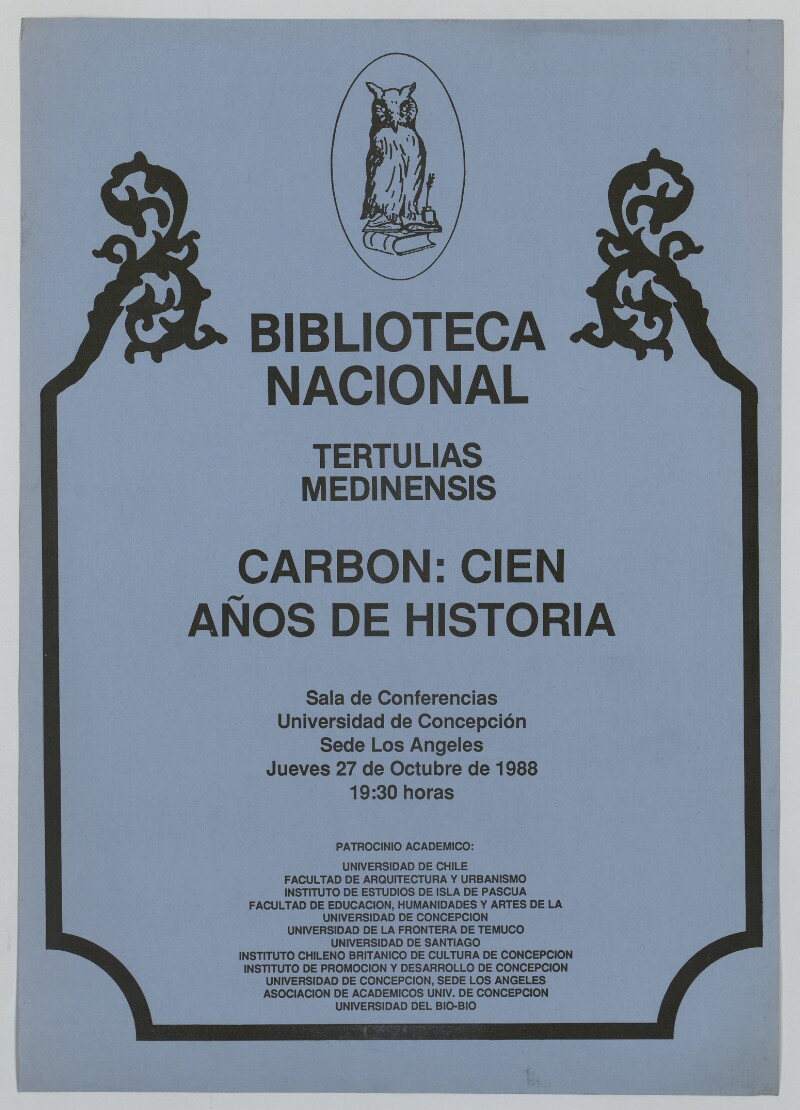 BIBLIOTECA
NACIONAL
TERTULIAS
MEDINENSIS
CARBON: CIEN
AÑOS DE HISTORIA
Sala de Conferencias
Universidad de Concepción
Sede Los Angeles
Jueves 27 de Octubre de 1988
19:30 horas
PATROCINIO ACADEMICO:
UNIVERSIDAD DE CHILE
FACULTAD DE ARQUITECTURA Y URBANISMO
INSTITUTO DE ESTUDIOS DE ISLA DE PASCUA
FACULTAD DE EDUCACION, HUMANIDADES Y ARTES DE LA
UNIVERSIDAD DE CONCEPCION
UNIVERSIDAD DE LA FRONTERA DE TEMUCO
UNIVERSIDAD DE SANTIAGO
INSTITUTO CHILENO BRITANICO DE CULTURA DE CONCEPCION
INSTITUTO DE PROMOCION Y DESARROLLO DE CONCEPCION
UNIVERSIDAD DE CONCEPCION, SEDE LOS ANGELES
ASOCIACION DE ACADEMICOS UNIV. DE CONCEPCION
UNIVERSIDAD DEL BIO-BIO